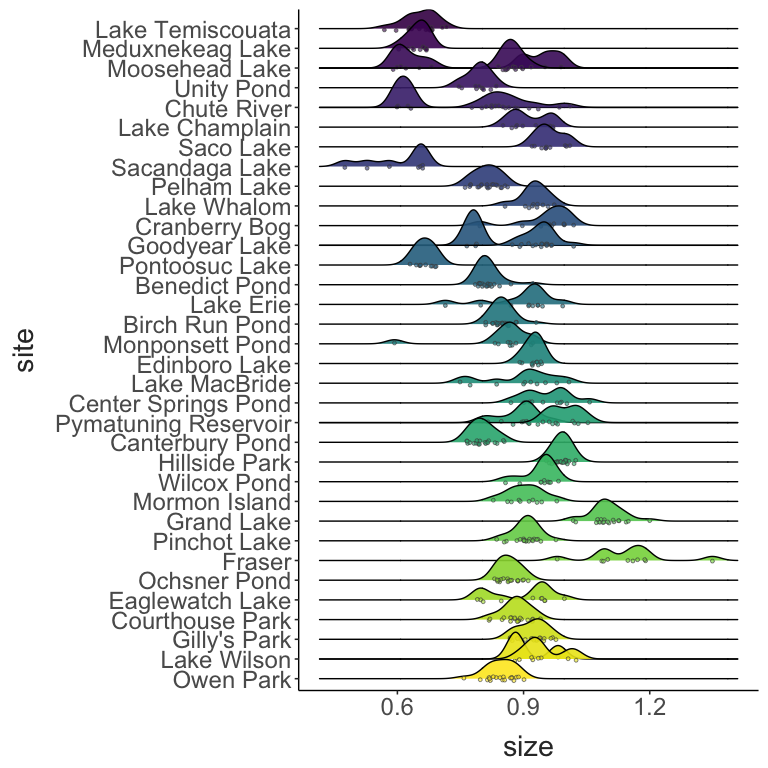 Lake Temiscouata
Meduxnekeag Lake
Moosehead Lake
Unity Pond
Chute River
Lake Champlain
Saco Lake
Sacandaga Lake
Pelham Lake
Lake Whalom
Cranberry Bog
Goodyear Lake
Pontoosuc Lake
Benedict Pond
Lake Erie
Birch Run Pond
Monponsett Pond
Edinboro Lake
Lake MacBride
Center Springs Pond
Pymatuning Reservoir
Canterbury Pond
Hillside Park
Wilcox Pond
Mormon Island
Grand Lake
Pinchot Lake
Fraser
Ochsner Pond
Eaglewatch Lake
Courthouse Park
Gilly's Park
Lake Wilson
Owen Park
site
0.6 0.9 1.2
size